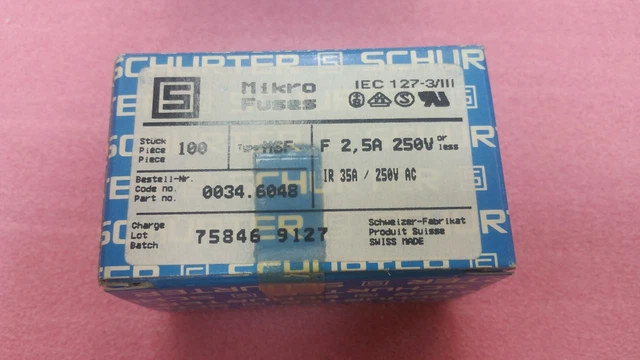 SCHURTER SCHURT
Mikro
Fuses
IEC 127-3/III
Stück
Piece 100
Piece
Type MSF
F 2,5A 250V or less
IR 35A / 250V AC
Bestell-Nr.
Code no. 0034.6048
Part no.
Charge
Lot 75846 9127
Batch
Schweizer-Fabrikat
Produit Suisse
SWISS MADE
SCHURTER